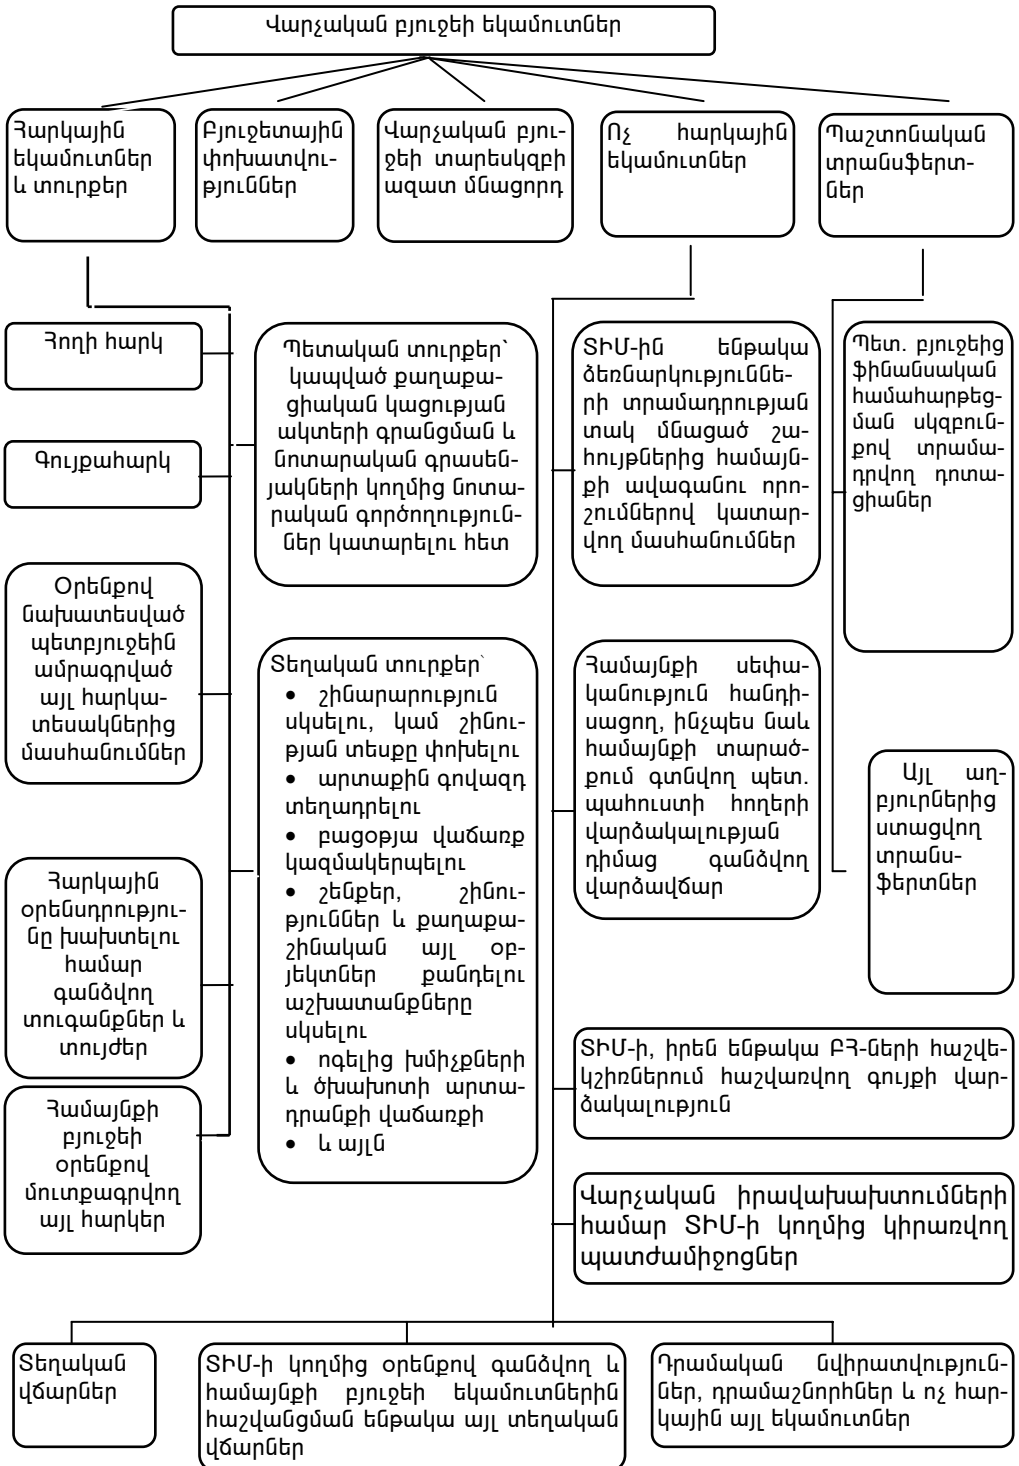 Վարչական բյուջեի եկամուտներ
Հարկային
եկամուտներ
և տուրքեր
Բյուջետային
փոխատվու-
թյուններ
Վարչական բյու-
ջեի տարեսկզբի
ազատ մնացորդ
Ոչ հարկային
եկամուտներ
Պաշտոնական
տրանսֆերտ-
ներ
Հողի հարկ
Գույքահարկ
Օրենքով
նախատեսված
պետբյուջեին
ամրագրված
այլ հարկա-
տեսակներից
մասհանումներ
Հարկային
օրենսդրությու-
նը խախտելու
համար
գանձվող
տուգանքներ և
տույժեր
Համայնքի
բյուջեի
օրենքով
մուտքագրվող
այլ հարկեր
Պետական տուրքեր՝
կապված քաղաքա-
ցիական կացության
ակտերի գրանցման և
նոտարական գրասեն-
յակների կողմից նոտա-
րական գործողություն-
ներ կատարելու հետ
Տեղական տուրքեր՝
• շինարարություն
սկսելու, կամ շինու-
թյան տեսքը փոխելու
• արտաքին գովազդ
տեղադրելու
• բացօթյա վաճառք
կազմակերպելու
• շենքեր, շինու-
թյուններ և քաղաքա-
շինական այլ օբ-
յեկտներ քանդելու
աշխատանքները
սկսելու
• ոգելից խմիչքների
և ծխախոտի արտա-
դրանքի վաճառքի
• և այլն
ՏԻՄ-ին ենթակա
ձեռնարկություննե-
րի տրամադրության
տակ մնացած շա-
հույթներից համայն-
քի ավագանու որո-
շումներով կատար-
վող մասհանումներ
Համայնքի սեփա-
կանություն հանդի-
սացող, ինչպես նաև
համայնքի տարած-
քում գտնվող պետ.
պահուստի հողերի
վարձակալության
դիմաց գանձվող
վարձավճար
Պետ. բյուջեից
ֆինանսական
համահարթեց-
ման սկզբուն-
քով տրամա-
դրվող դոտա-
ցիաներ
Այլ աղ-
բյուրներից
ստացվող
տրանս-
ֆերտներ
ՏԻՄ-ի, իրեն ենթակա ԲՀ-ների հաշվե-
կշիռներում հաշվառվող գույքի վար-
ձակալություն
Վարչական իրավախախտումների
համար ՏԻՄ-ի կողմից կիրառվող
պատժամիջոցներ
Տեղական
վճարներ
ՏԻՄ-ի կողմից օրենքով գանձվող և
համայնքի բյուջեի եկամուտներին
հաշվանցման ենթակա այլ տեղական
վճարներ
Դրամական նվիրատվություն-
ներ, դրամաշնորհներ և ոչ հար-
կային այլ եկամուտներ